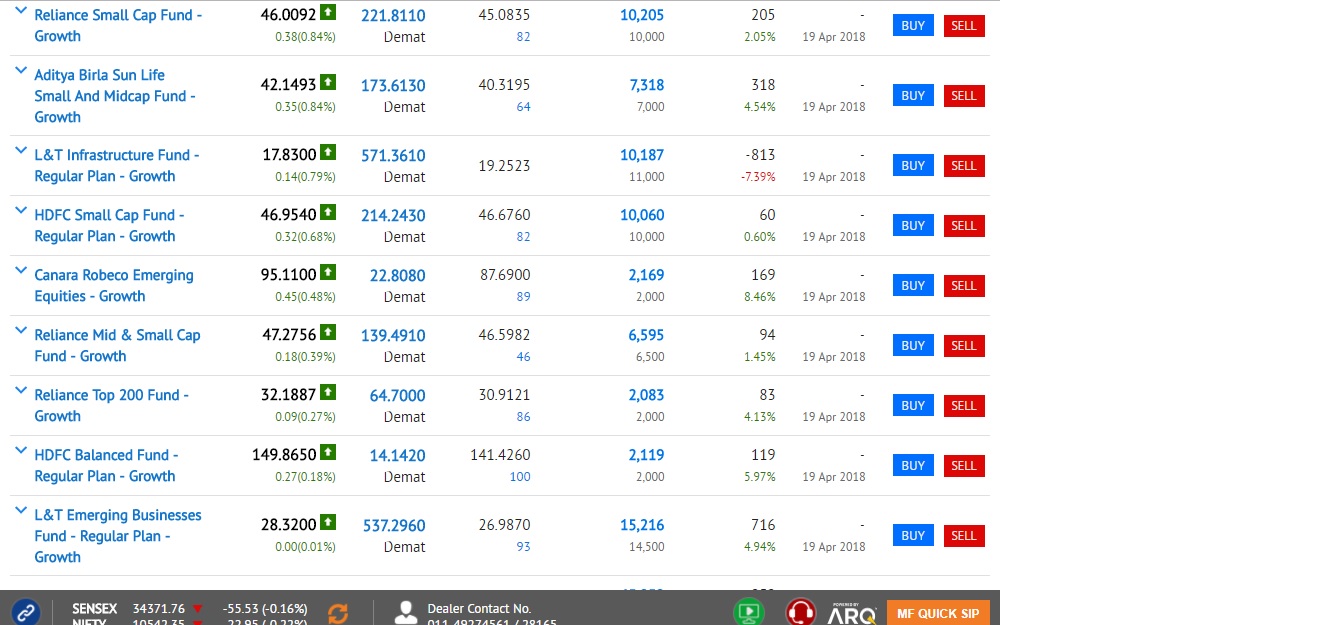 Reliance Small Cap Fund - 46.0092 221.8110 45.0835 10,205 205 - BUY SELL
Growth 0.38(0.84%) Demat 82 10,000 2.05% 19 Apr 2018
Aditya Birla Sun Life
Small And Midcap Fund - 42.1493 173.6130 40.3195 7,318 318 - BUY SELL
Growth 0.35(0.84%) Demat 64 7,000 4.54% 19 Apr 2018
L&T Infrastructure Fund - 17.8300 571.3610 19.2523 10,187 -813 - BUY SELL
Regular Plan - Growth 0.14(0.79%) Demat 11,000 -7.39% 19 Apr 2018
HDFC Small Cap Fund - 46.9540 214.2430 46.6760 10,060 60 - BUY SELL
Regular Plan - Growth 0.32(0.68%) Demat 82 10,000 0.60% 19 Apr 2018
Canara Robeco Emerging 95.1100 22.8080 87.6900 2,169 169 - BUY SELL
Equities - Growth 0.45(0.48%) Demat 89 2,000 8.46% 19 Apr 2018
Reliance Mid & Small Cap 47.2756 139.4910 46.5982 6,595 94 - BUY SELL
Fund - Growth 0.18(0.39%) Demat 46 6,500 1.45% 19 Apr 2018
Reliance Top 200 Fund - 32.1887 64.7000 30.9121 2,083 83 - BUY SELL
Growth 0.09(0.27%) Demat 86 2,000 4.13% 19 Apr 2018
HDFC Balanced Fund - 149.8650 14.1420 141.4260 2,119 119 - BUY SELL
Regular Plan - Growth 0.27(0.18%) Demat 100 2,000 5.97% 19 Apr 2018
L&T Emerging Businesses
Fund - Regular Plan - 28.3200 537.2960 26.9870 15,216 716 - BUY SELL
Growth 0.00(0.01%) Demat 93 14,500 4.94% 19 Apr 2018
SENSEX 34371.76 -55.53 (-0.16%) Dealer Contact No. POWERED BY ARQ MF QUICK SIP
NIFTY 10542.35 -22.95 (-0.22%) 011-49274561 / 28165